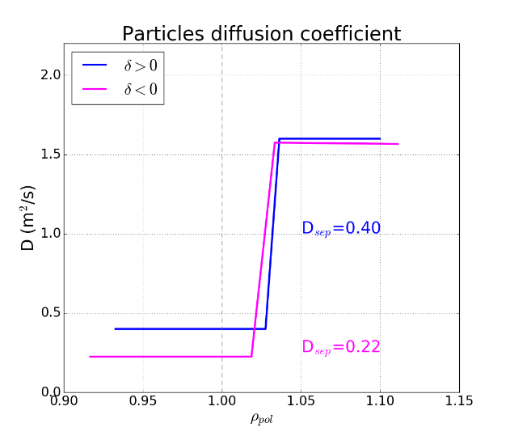 Particles diffusion coefficient
δ > 0
δ < 0
D (m²/s)
2.0
1.5
1.0
0.5
0.0
D_sep=0.40
D_sep=0.22
0.90 0.95 1.00 1.05 1.10 1.15
ρ_pol